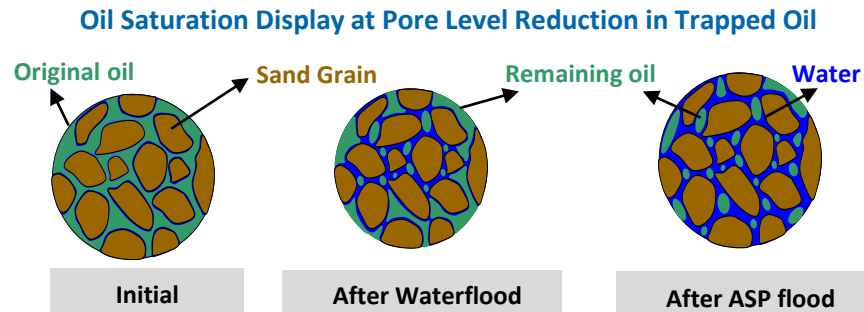 Oil Saturation Display at Pore Level Reduction in Trapped Oil
Original oil
Sand Grain
Remaining oil
Water
Initial
After Waterflood
After ASP flood